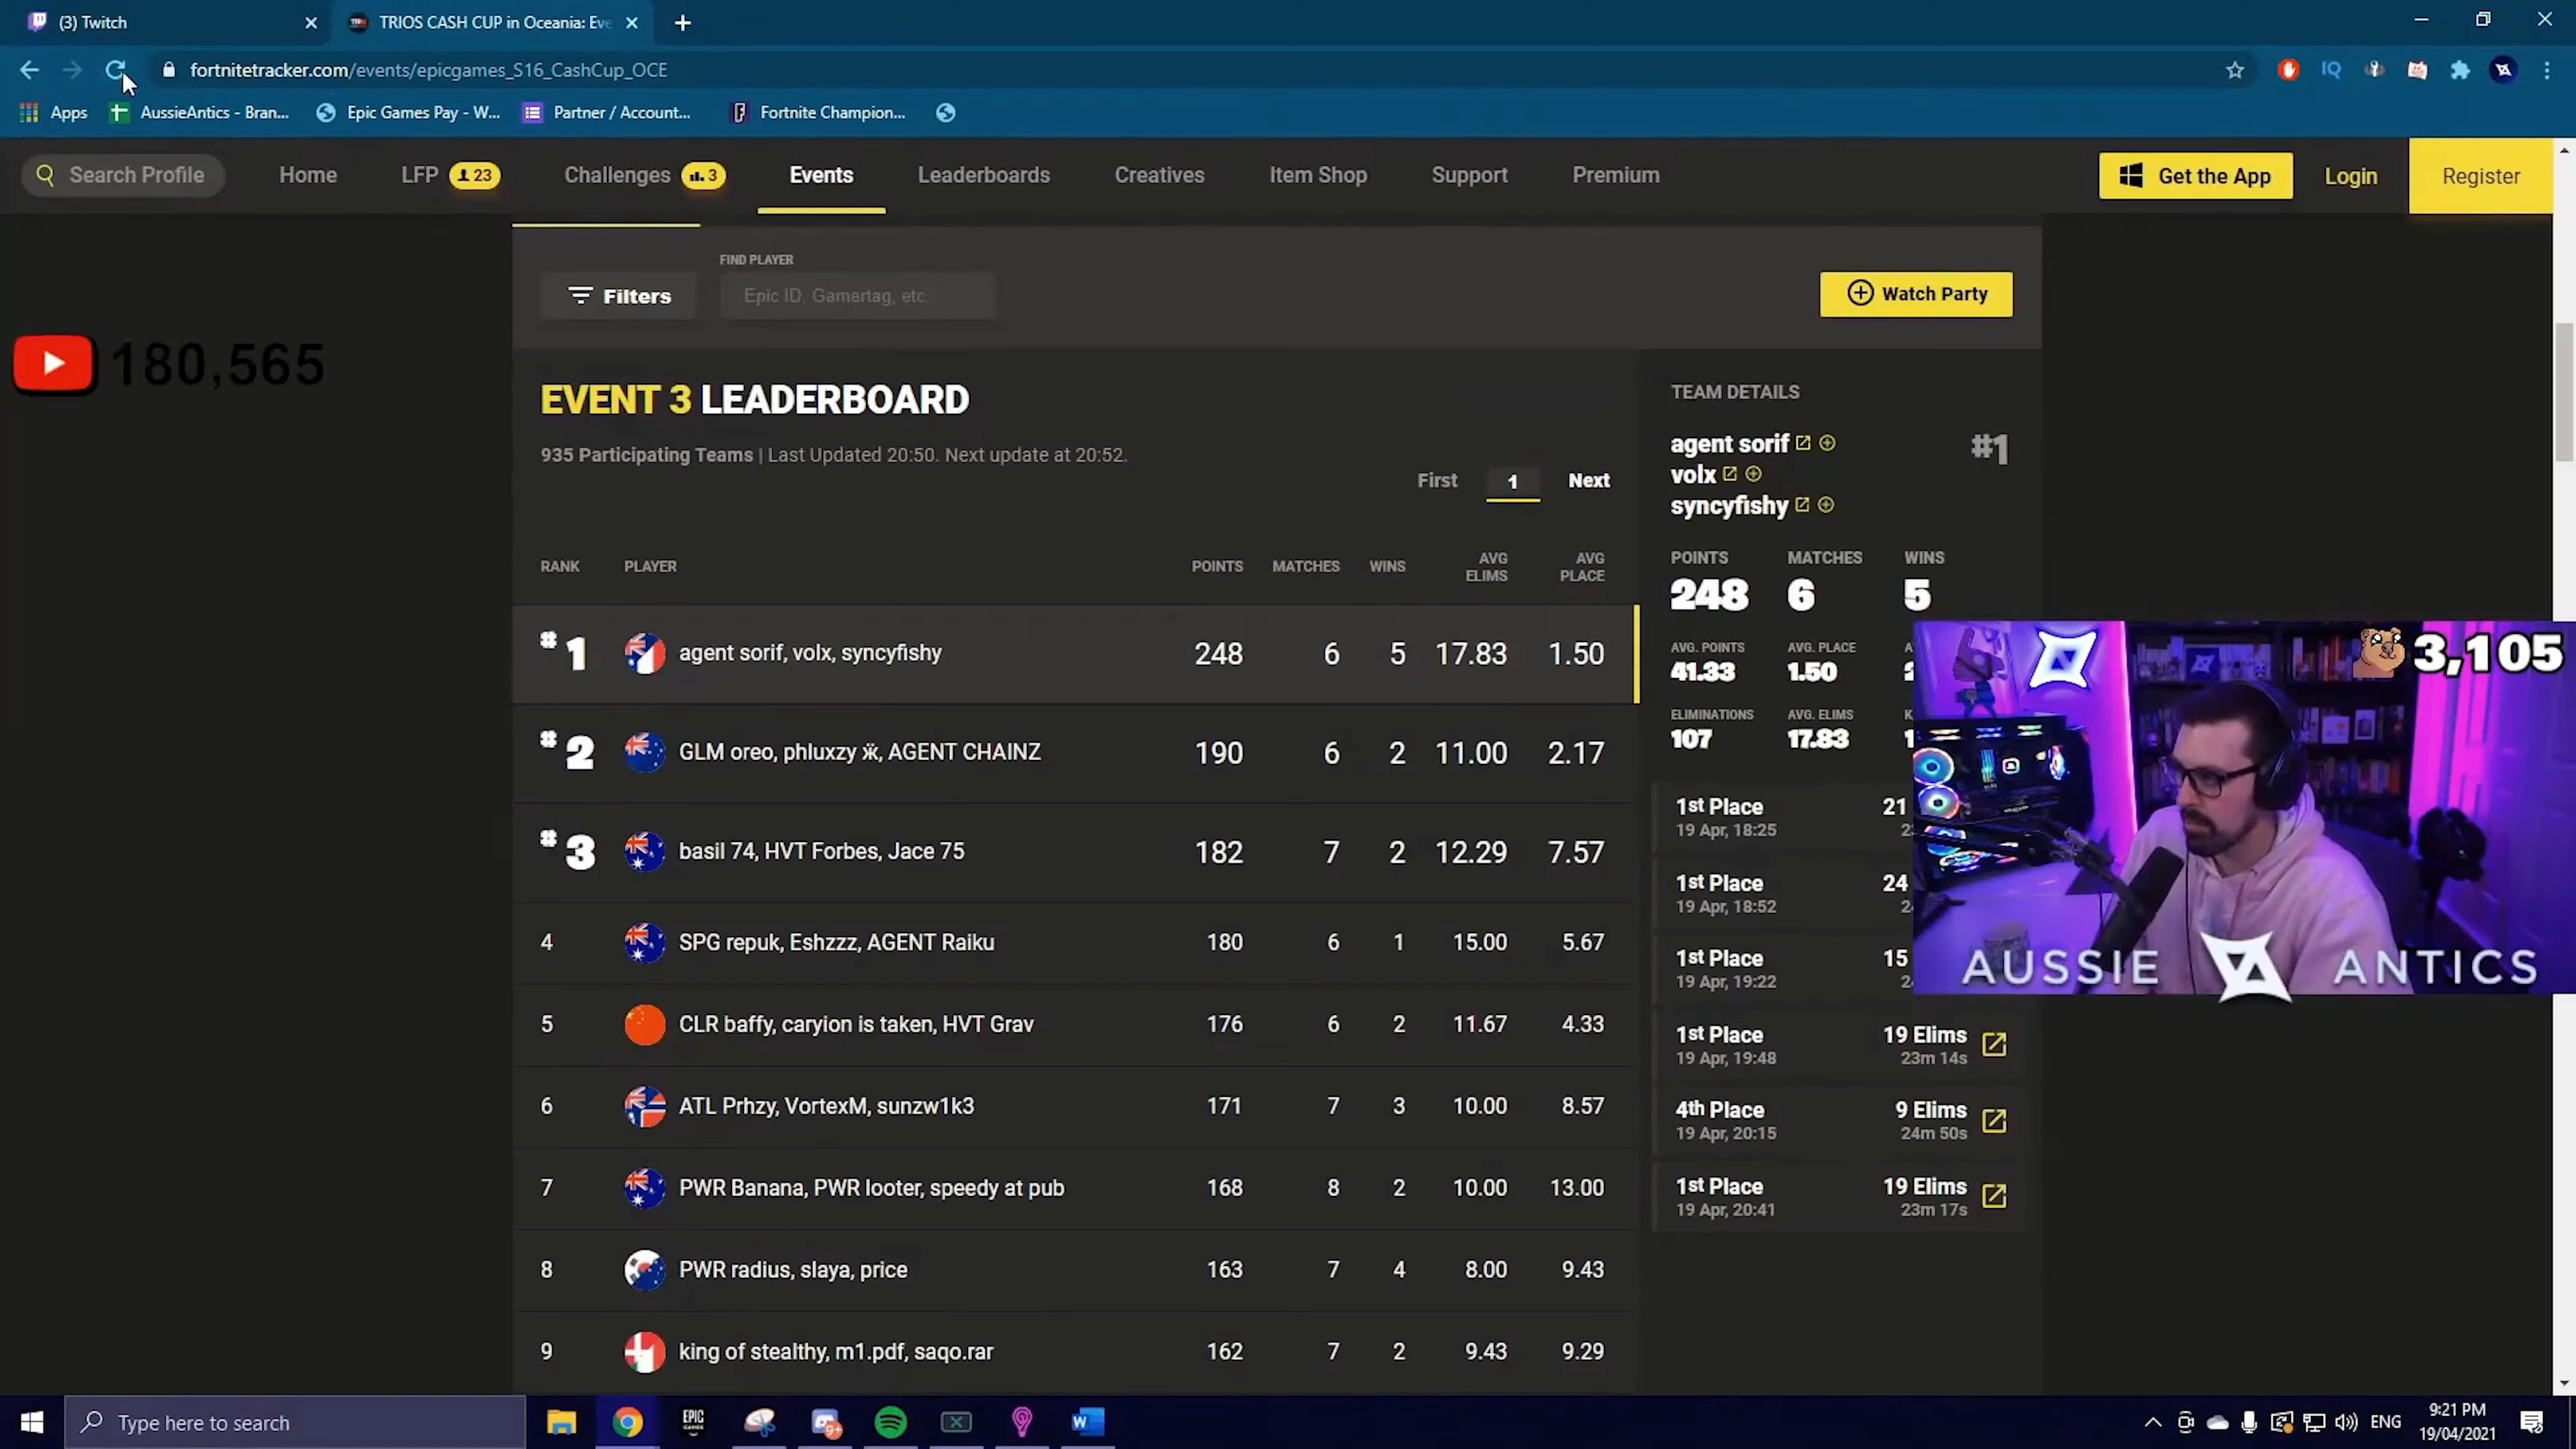 (3) Twitch
TRIOS CASH CUP in Oceania: Eve
fortnitetracker.com/events/epicgames_S16_CashCup_OCE
Apps
AussieAntics - Bran...
Epic Games Pay - W...
Partner / Account...
Fortnite Champion...
Search Profile
Home
LFP 23
Challenges 3
Events
Leaderboards
Creatives
Item Shop
Support
Premium
Get the App
Login
Register
Filters
FIND PLAYER
Epic ID, Gamertag, etc.
Watch Party
180,565
EVENT 3 LEADERBOARD
935 Participating Teams | Last Updated 20:50. Next update at 20:52.
First 1 Next
RANK PLAYER POINTS MATCHES WINS AVG ELIMS AVG PLACE
#1 agent sorif, volx, syncyfishy 248 6 5 17.83 1.50
#2 GLM oreo, phluxzy ӝ, AGENT CHAINZ 190 6 2 11.00 2.17
#3 basil 74, HVT Forbes, Jace 75 182 7 2 12.29 7.57
4 SPG repuk, Eshzzz, AGENT Raiku 180 6 1 15.00 5.67
5 CLR baffy, caryion is taken, HVT Grav 176 6 2 11.67 4.33
6 ATL Prhzy, VortexM, sunzw1k3 171 7 3 10.00 8.57
7 PWR Banana, PWR looter, speedy at pub 168 8 2 10.00 13.00
8 PWR radius, slaya, price 163 7 4 8.00 9.43
9 king of stealthy, m1.pdf, saqo.rar 162 7 2 9.43 9.29
TEAM DETAILS
agent sorif
volx
syncyfishy
#1
POINTS MATCHES WINS
248 6 5
AVG. POINTS AVG. PLACE
41.33 1.50
ELIMINATIONS AVG. ELIMS
107 17.83
1st Place 21
19 Apr, 18:25
1st Place 24
19 Apr, 18:52
1st Place 15
19 Apr, 19:22
1st Place 19 Elims
19 Apr, 19:48 23m 14s
4th Place 9 Elims
19 Apr, 20:15 24m 50s
1st Place 19 Elims
19 Apr, 20:41 23m 17s
3,105
AUSSIE ANTICS
Type here to search
EPIC GAMES
9+
ENG
9:21 PM
19/04/2021